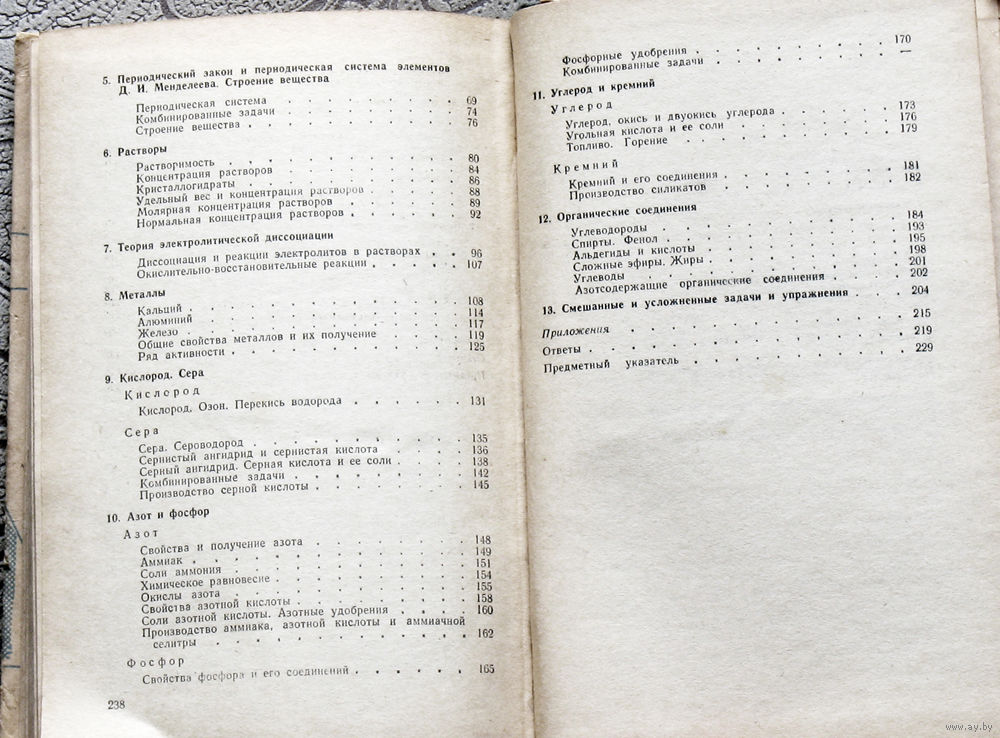 5. Периодический закон и периодическая система элементов
Д. И. Менделеева. Строение вещества
Периодическая система . . . . . . . . . 69
Комбинированные задачи . . . . . . . . 74
Строение вещества . . . . . . . . . . 76
6. Растворы
Растворимость . . . . . . . . . . . 80
Концентрация растворов . . . . . . . . 84
Кристаллогидраты . . . . . . . . . . 86
Удельный вес и концентрация растворов . . . . 88
Молярная концентрация растворов . . . . . . 89
Нормальная концентрация растворов . . . . . 92
7. Теория электролитической диссоциации
Диссоциация и реакции электролитов в растворах . . 96
Окислительно-восстановительные реакции . . . . 107
8. Металлы
Кальций . . . . . . . . . . . . . 108
Алюминий . . . . . . . . . . . . 114
Железо . . . . . . . . . . . . . 117
Общие свойства металлов и их получение . . . . 119
Ряд активности . . . . . . . . . . . 125
9. Кислород. Сера
Кислород
Кислород. Озон. Перекись водорода . . . . . . 131
Сера
Сера. Сероводород . . . . . . . . . . 135
Сернистый ангидрид и сернистая кислота . . . . 136
Серный ангидрид. Серная кислота и ее соли . . . . 138
Комбинированные задачи . . . . . . . . 142
Производство серной кислоты . . . . . . . 145
10. Азот и фосфор
Азот
Свойства и получение азота . . . . . . . . 148
Аммиак . . . . . . . . . . . . . 149
Соли аммония . . . . . . . . . . . 151
Химическое равновесие . . . . . . . . . 154
Окислы азота . . . . . . . . . . . 155
Свойства азотной кислоты . . . . . . . . 158
Соли азотной кислоты. Азотные удобрения . . . . 160
Производство аммиака, азотной кислоты и аммиачной
селитры . . . . . . . . . . . . 162
Фосфор
Свойства фосфора и его соединений . . . . . . 165
238
Фосфорные удобрения . . . . . . . . . 170
Комбинированные задачи . . . . . . . . —
11. Углерод и кремний
Углерод
Углерод, окись и двуокись углерода . . . . . . 173
Угольная кислота и ее соли . . . . . . . . 176
Топливо. Горение . . . . . . . . . . 179
Кремний
Кремний и его соединения . . . . . . . . 181
Производство силикатов . . . . . . . . . 182
12. Органические соединения
Углеводороды . . . . . . . . . . . 184
Спирты. Фенол . . . . . . . . . . . 193
Альдегиды и кислоты . . . . . . . . . 195
Сложные эфиры. Жиры . . . . . . . . . 198
Углеводы . . . . . . . . . . . . 201
Азотсодержащие органические соединения . . . . 202
13. Смешанные и усложненные задачи и упражнения . . . 204
Приложения . . . . . . . . . . . . 215
Ответы . . . . . . . . . . . . . 219
Предметный указатель . . . . . . . . . 229
www.ay.by